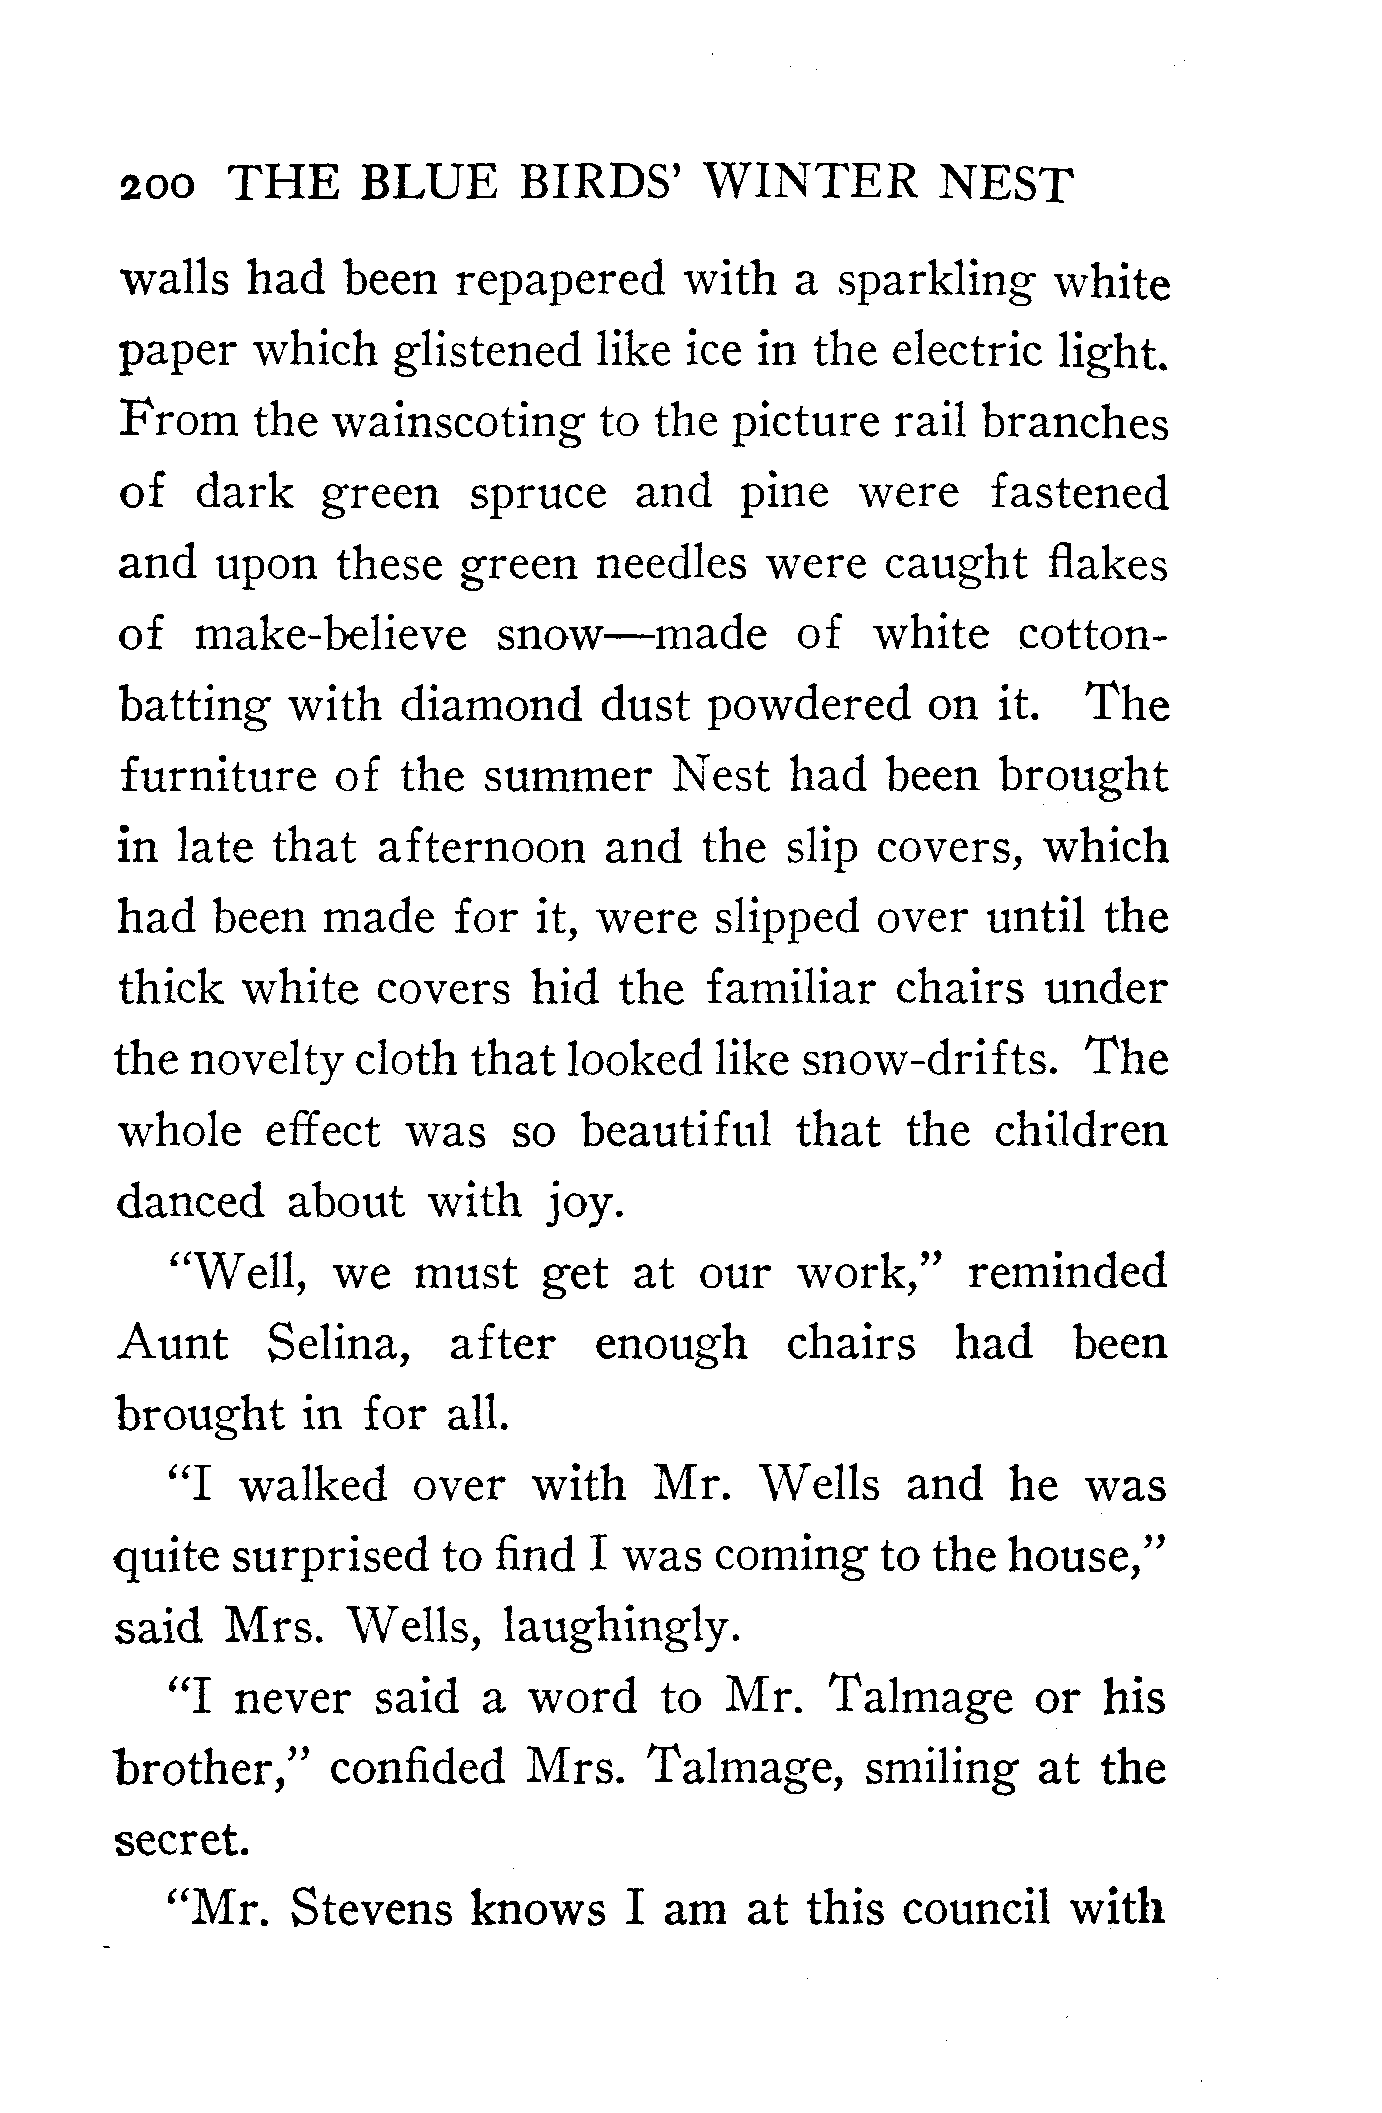 200 THE BLUE BIRDS’ WINTER NEST
walls had been repapered with a sparkling white
paper which glistened like ice in the electric light.
From the wainscoting to the picture rail branches
of dark green spruce and pine were fastened
and upon these green needles were caught flakes
of make-believe snow—made of white cotton-
batting with diamond dust powdered on it. The
furniture of the summer Nest had been brought
in late that afternoon and the slip covers, which
had been made for it, were slipped over until the
thick white covers hid the familiar chairs under
the novelty cloth that looked like snow-drifts. The
whole effect was so beautiful that the children
danced about with joy.
“Well, we must get at our work,” reminded
Aunt Selina, after enough chairs had been
brought in for all.
“I walked over with Mr. Wells and he was
quite surprised to find I was coming to the house,”
said Mrs. Wells, laughingly.
“I never said a word to Mr. Talmage or his
brother,” confided Mrs. Talmage, smiling at the
secret.
“Mr. Stevens knows I am at this council with